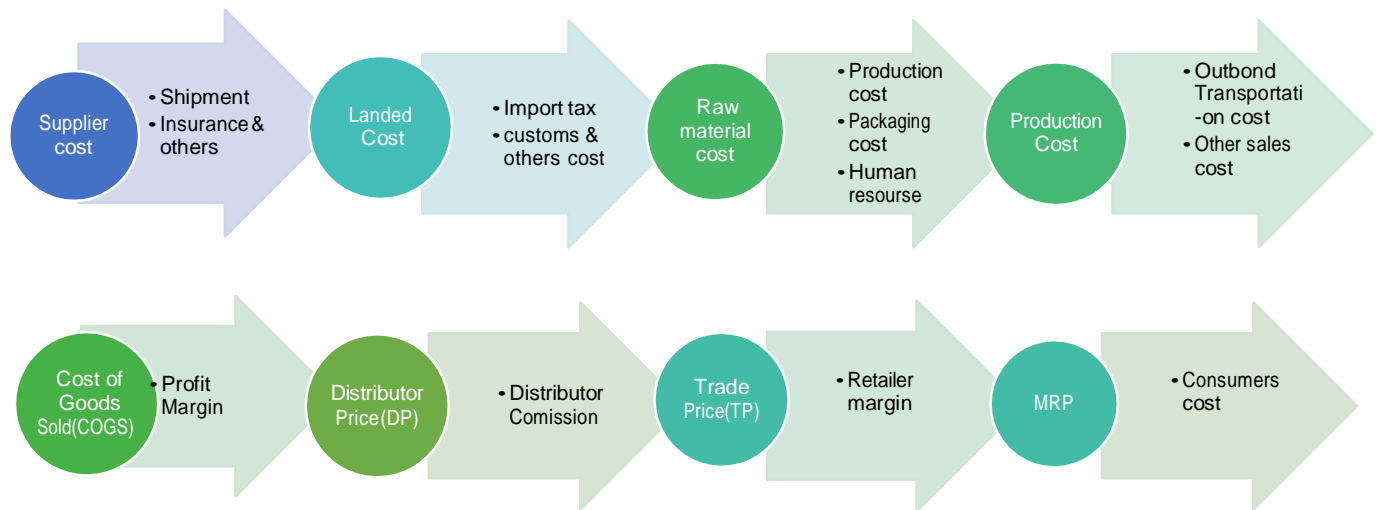 Supplier
cost
• Shipment
• Insurance & others
Landed
Cost
• Import tax
• customs &
others cost
Raw
material
cost
• Production
cost
• Packaging
cost
• Human
resourse
Production
Cost
• Outbond
Transportati
-on cost
• Other sales
cost
Cost of
Goods
Sold(COGS)
• Profit
Margin
Distributor
Price(DP)
• Distributor
Comission
Trade
Price(TP)
• Retailer
margin
MRP
• Consumers
cost